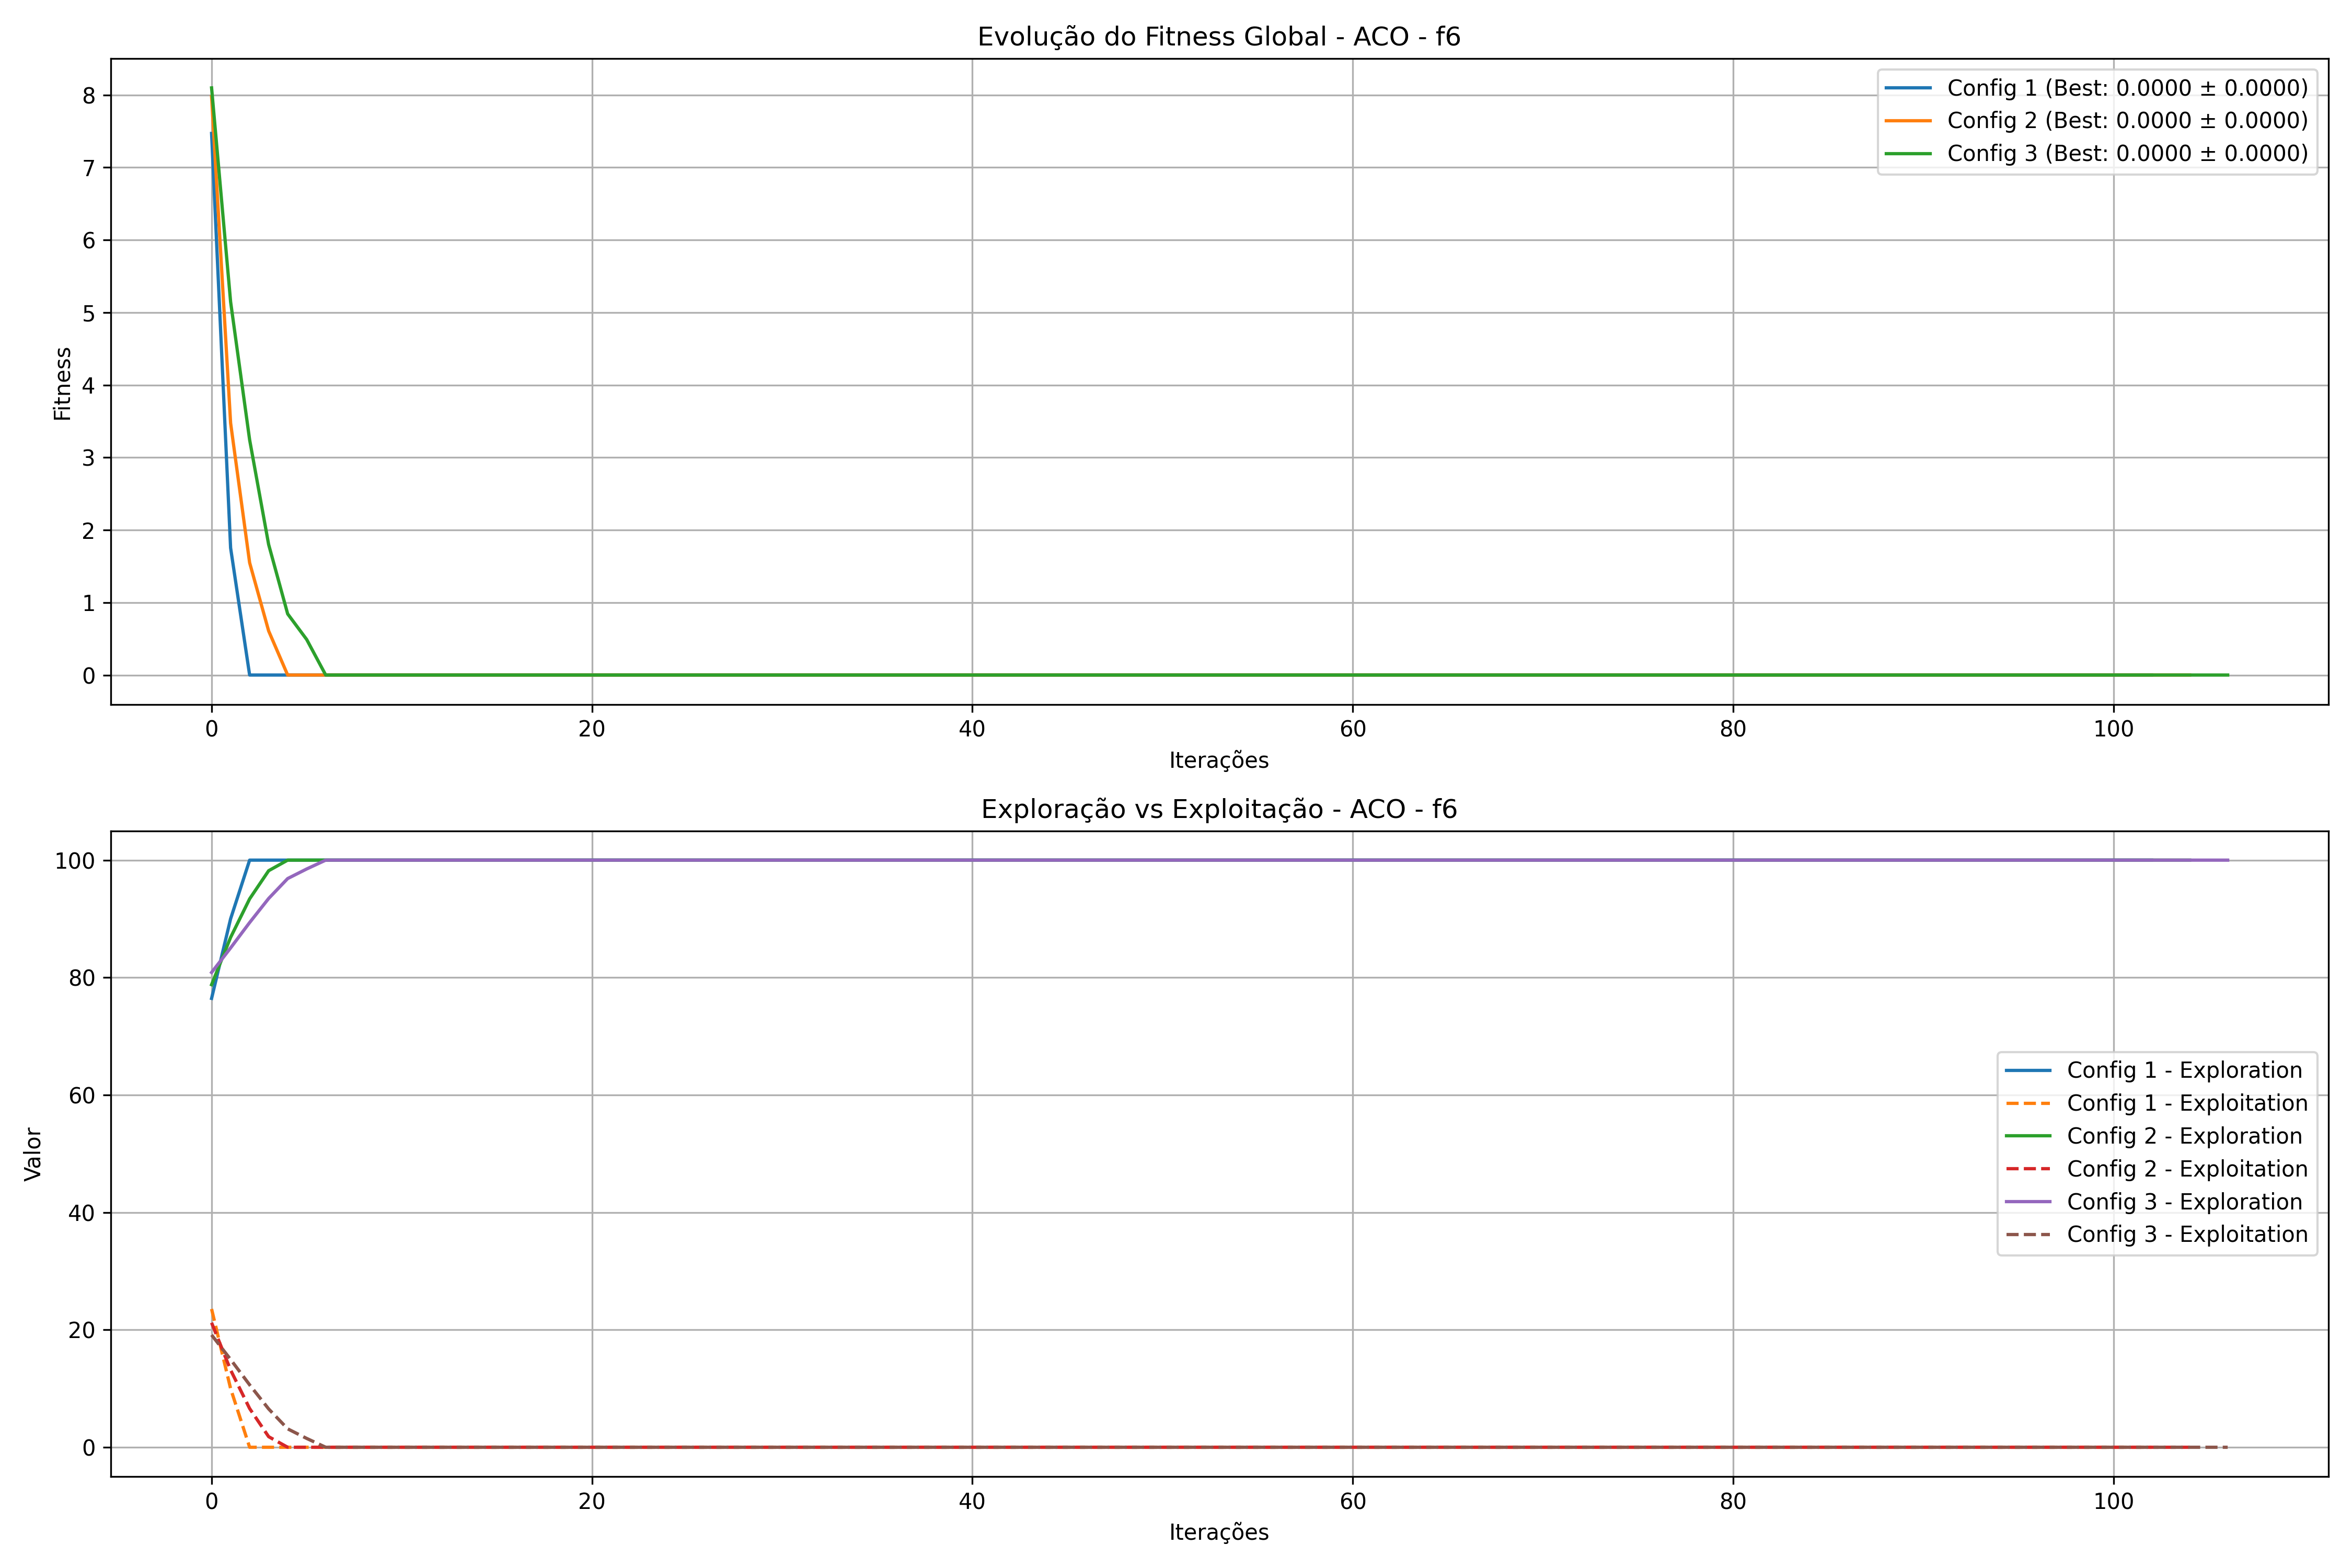 Evolução do Fitness Global - ACO - f6
Config 1 (Best: 0.0000 ± 0.0000)
Config 2 (Best: 0.0000 ± 0.0000)
Config 3 (Best: 0.0000 ± 0.0000)
8
7
6
5
4
3
2
1
0
Fitness
0 20 40 60 80 100
Iterações
Exploração vs Exploitação - ACO - f6
100
80
60
40
20
0
Valor
Config 1 - Exploration
Config 1 - Exploitation
Config 2 - Exploration
Config 2 - Exploitation
Config 3 - Exploration
Config 3 - Exploitation
0 20 40 60 80 100
Iterações